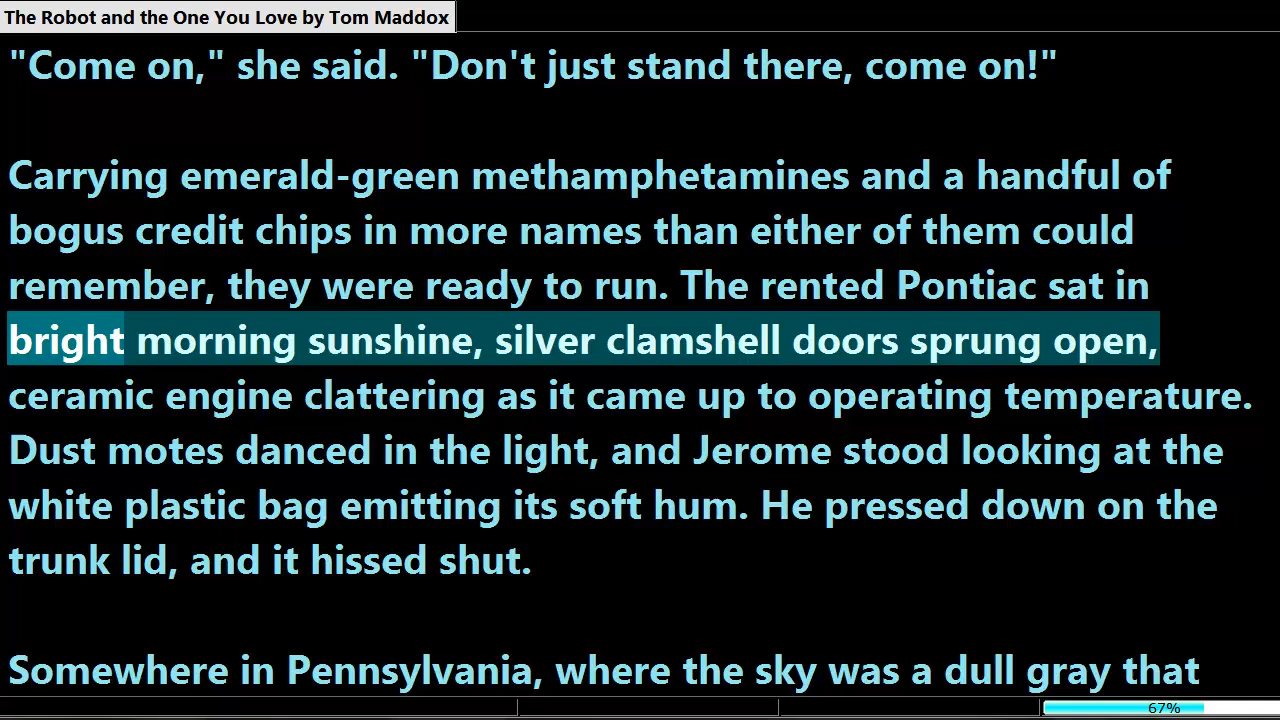 The Robot and the One You Love by Tom Maddox
"Come on," she said. "Don't just stand there, come on!"
Carrying emerald-green methamphetamines and a handful of
bogus credit chips in more names than either of them could
remember, they were ready to run. The rented Pontiac sat in
bright morning sunshine, silver clamshell doors sprung open,
ceramic engine clattering as it came up to operating temperature.
Dust motes danced in the light, and Jerome stood looking at the
white plastic bag emitting its soft hum. He pressed down on the
trunk lid, and it hissed shut.
Somewhere in Pennsylvania, where the sky was a dull gray that
67%